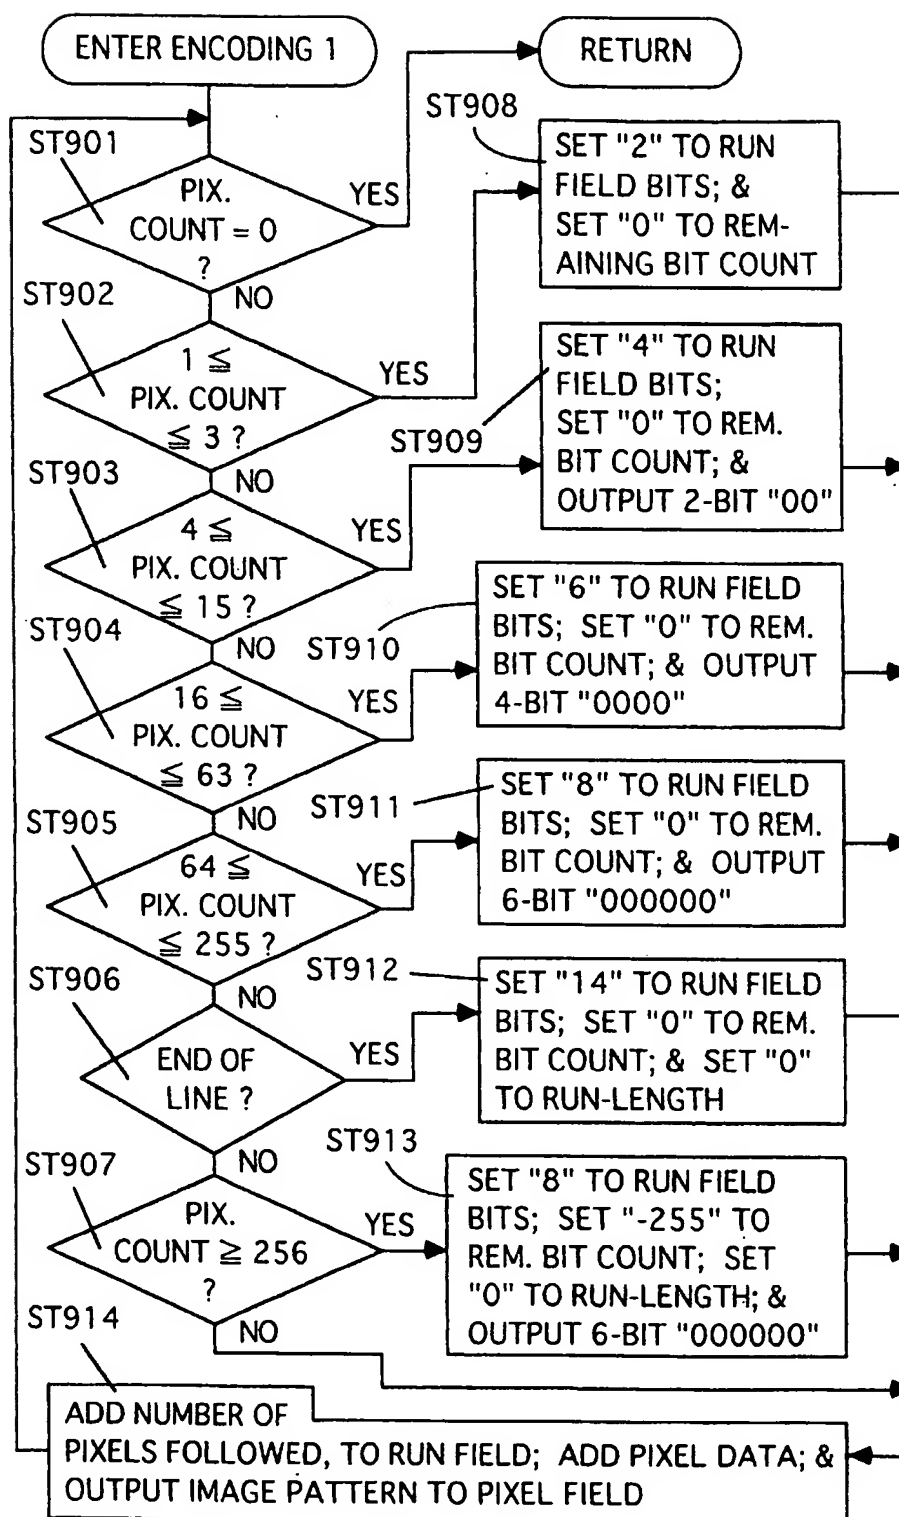 ENTER ENCODING 1
RETURN
ST901
PIX.
COUNT = 0
?
YES
NO
ST908
SET "2" TO RUN
FIELD BITS; &
SET "0" TO REM-
AINING BIT COUNT
ST902
1 ≦
PIX. COUNT
≦ 3 ?
YES
NO
ST909
SET "4" TO RUN
FIELD BITS;
SET "0" TO REM.
BIT COUNT; &
OUTPUT 2-BIT "00"
ST903
4 ≦
PIX. COUNT
≦ 15 ?
YES
NO
ST910
SET "6" TO RUN FIELD
BITS; SET "0" TO REM.
BIT COUNT; & OUTPUT
4-BIT "0000"
ST904
16 ≦
PIX. COUNT
≦ 63 ?
YES
NO
ST911
SET "8" TO RUN FIELD
BITS; SET "0" TO REM.
BIT COUNT; & OUTPUT
6-BIT "000000"
ST905
64 ≦
PIX. COUNT
≦ 255 ?
YES
NO
ST912
SET "14" TO RUN FIELD
BITS; SET "0" TO REM.
BIT COUNT; & SET "0"
TO RUN-LENGTH
ST906
END OF
LINE ?
YES
NO
ST913
SET "8" TO RUN FIELD
BITS; SET "-255" TO
REM. BIT COUNT; SET
"0" TO RUN-LENGTH; &
OUTPUT 6-BIT "000000"
ST907
PIX.
COUNT ≧ 256
?
YES
NO
ST914
ADD NUMBER OF
PIXELS FOLLOWED, TO RUN FIELD; ADD PIXEL DATA; &
OUTPUT IMAGE PATTERN TO PIXEL FIELD